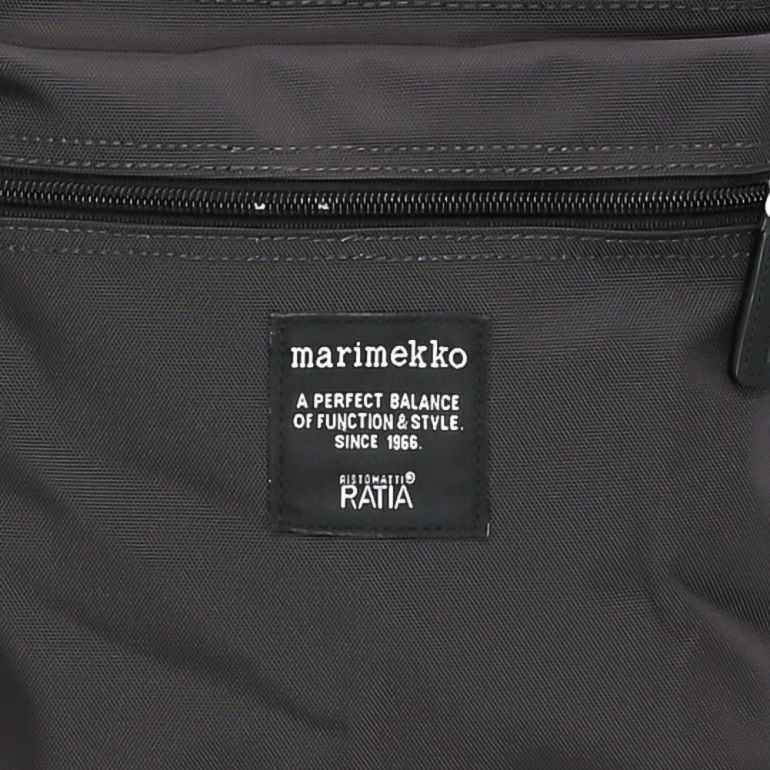 marimekko
A PERFECT BALANCE
OF FUNCTION & STYLE.
SINCE 1966.
RISTOMATTI
RATIA